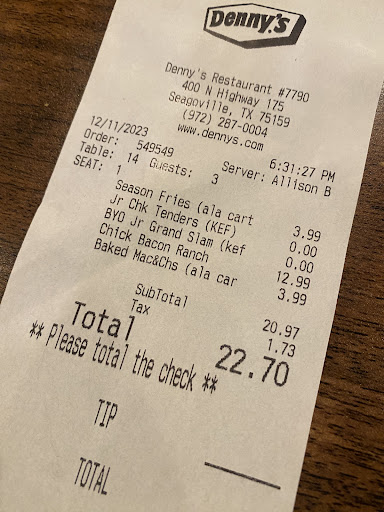 Denny's
Denny's Restaurant #7790
400 N Highway 175
Seagoville, TX 75159
(972) 287-0004
www.dennys.com
12/11/2023 6:31:27 PM
Order: 549549 Server: Allison B
Table: 14 Guests: 3
SEAT: 1
Season Fries (ala cart 3.99
Jr Chk Tenders (KEF) 0.00
BYO Jr Grand Slam (kef 0.00
Chick Bacon Ranch 12.99
Baked Mac&Chs (ala car 3.99
SubTotal 20.97
Tax 1.73
Total 22.70
** Please total the check **
TIP
TOTAL